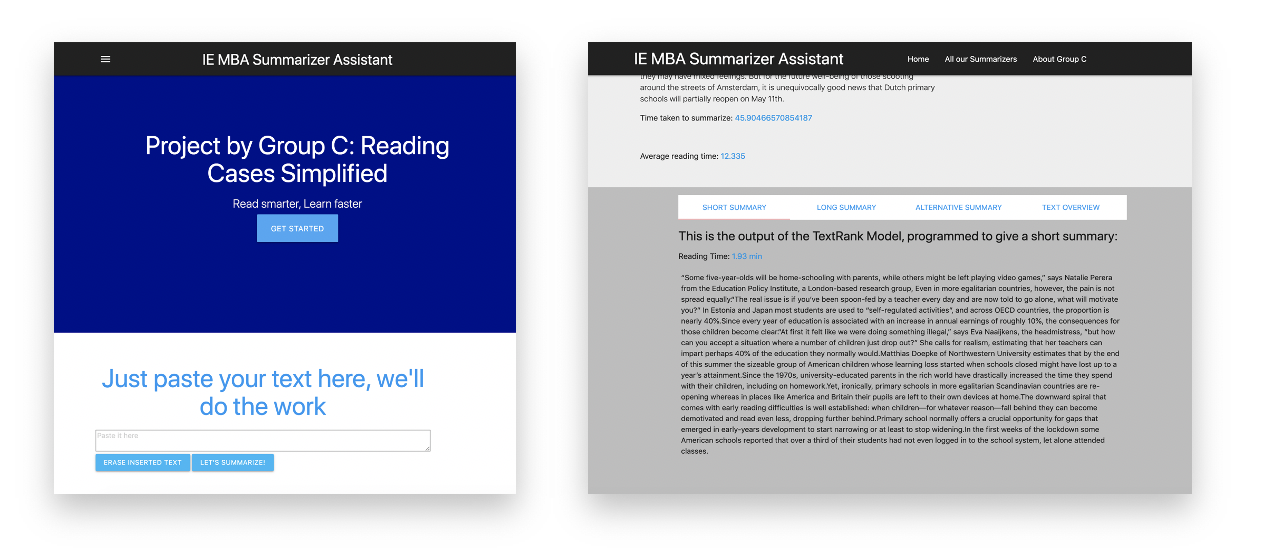 IE MBA Summarizer Assistant
Project by Group C: Reading
Cases Simplified
Read smarter, Learn faster
GET STARTED
Just paste your text here, we'll
do the work
Paste it here
ERASE INSERTED TEXT LET'S SUMMARIZE!
IE MBA Summarizer Assistant Home All our Summarizers About Group C
they may have mixed feelings. But for the future well-being of those scooting
around the streets of Amsterdam, it is unequivocally good news that Dutch primary
schools will partially reopen on May 11th.
Time taken to summarize: 45.90466570854187
Average reading time: 12.335
SHORT SUMMARY LONG SUMMARY ALTERNATIVE SUMMARY TEXT OVERVIEW
This is the output of the TextRank Model, programmed to give a short summary:
Reading Time: 1.93 min
“Some five-year-olds will be home-schooling with parents, while others might be left playing video games,” says Natalie Perera
from the Education Policy Institute, a London-based research group, Even in more egalitarian countries, however, the pain is not
spread equally.“The real issue is if you've been spoon-fed by a teacher every day and are now told to go alone, what will motivate
you?” In Estonia and Japan most students are used to “self-regulated activities”, and across OECD countries, the proportion is
nearly 40%.Since every year of education is associated with an increase in annual earnings of roughly 10%, the consequences for
those children become clear.“At first it felt like we were doing something illegal,” says Eva Naaijkens, the headmistress, “but how
can you accept a situation where a number of children just drop out?” She calls for realism, estimating that her teachers can
impart perhaps 40% of the education they normally would.Matthias Doepke of Northwestern University estimates that by the end
of this summer the sizeable group of American children whose learning loss started when schools closed might have lost up to a
year's attainment.Since the 1970s, university-educated parents in the rich world have drastically increased the time they spend
with their children, including on homework.Yet, ironically, primary schools in more egalitarian Scandinavian countries are re-
opening whereas in places like America and Britain their pupils are left to their own devices at home.The downward spiral that
comes with early reading difficulties is well established: when children—for whatever reason—fall behind they can become
demotivated and read even less, dropping further behind.Primary school normally offers a crucial opportunity for gaps that
emerged in early-years development to start narrowing or at least to stop widening.In the first weeks of the lockdown some
American schools reported that over a third of their students had not even logged in to the school system, let alone attended
classes.